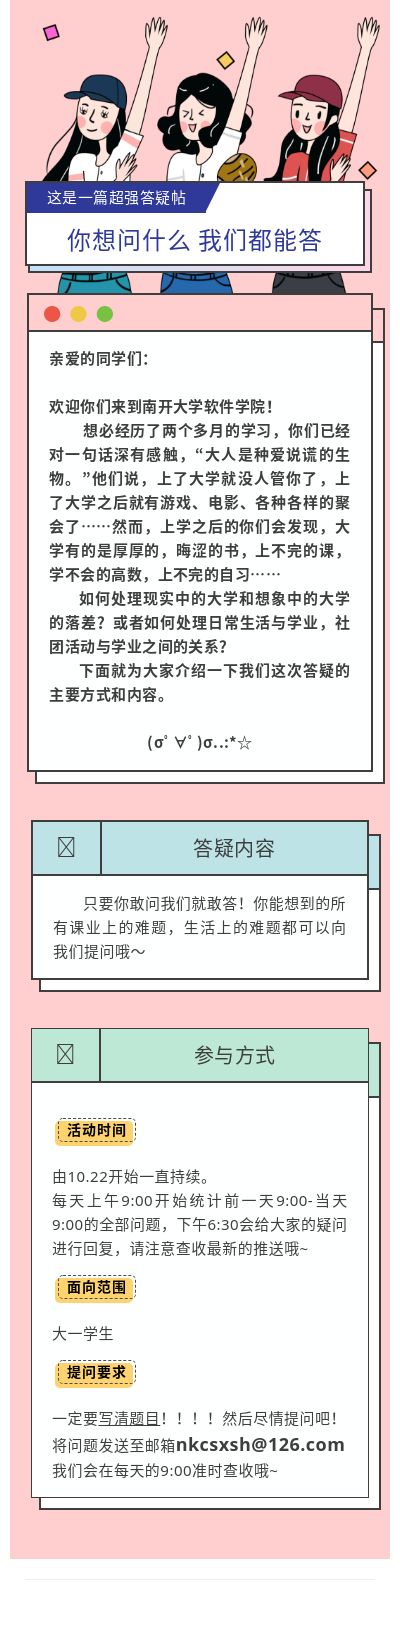 这是一篇超强答疑帖
你想问什么 我们都能答
亲爱的同学们：
欢迎你们来到南开大学软件学院！
想必经历了两个多月的学习，你们已经
对一句话深有感触，“大人是种爱说谎的生
物。”他们说，上了大学就没人管你了，上
了大学之后就有游戏、电影、各种各样的聚
会了……然而，上学之后的你们会发现，大
学有的是厚厚的，晦涩的书，上不完的课，
学不会的高数，上不完的自习……
如何处理现实中的大学和想象中的大学
的落差？或者如何处理日常生活与学业，社
团活动与学业之间的关系？
下面就为大家介绍一下我们这次答疑的
主要方式和内容。
(σﾟ∀ﾟ)σ..:*☆
答疑内容
只要你敢问我们就敢答！你能想到的所
有课业上的难题，生活上的难题都可以向
我们提问哦～
参与方式
活动时间
由10.22开始一直持续。
每天上午9:00开始统计前一天9:00-当天
9:00的全部问题，下午6:30会给大家的疑问
进行回复，请注意查收最新的推送哦~
面向范围
大一学生
提问要求
一定要写清题目！！！！然后尽情提问吧！
将问题发送至邮箱nkcsxsh@126.com
我们会在每天的9:00准时查收哦~